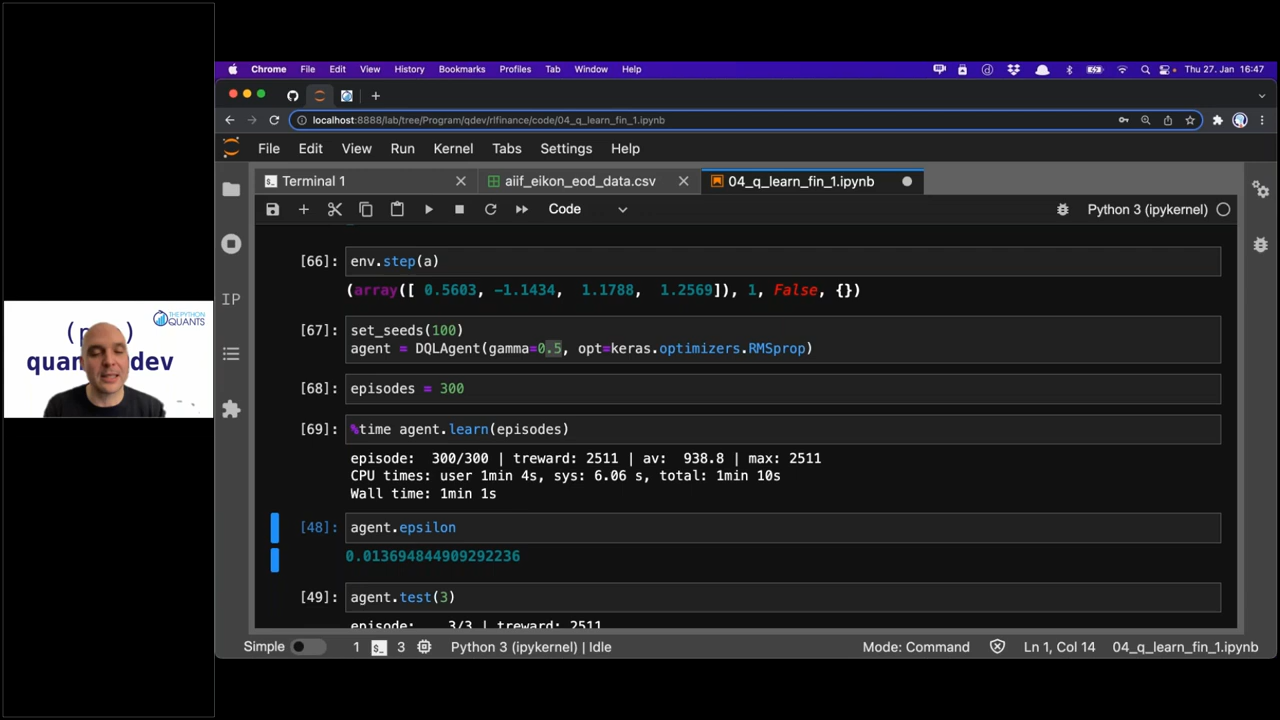 Chrome File Edit View History Bookmarks Profiles Tab Window Help Thu 27. Jan 16:47
localhost:8888/lab/tree/Program/qdev/rlfinance/code/04_q_learn_fin_1.ipynb
File Edit View Run Kernel Tabs Settings Help
Terminal 1 aiif_eikon_eod_data.csv 04_q_learn_fin_1.ipynb
Code Python 3 (ipykernel)
[66]: env.step(a)
(array([ 0.5603, -1.1434, 1.1788, 1.2569]), 1, False, {})
[67]: set_seeds(100)
agent = DQLAgent(gamma=0.5, opt=keras.optimizers.RMSprop)
[68]: episodes = 300
[69]: %time agent.learn(episodes)
episode: 300/300 | treward: 2511 | av: 938.8 | max: 2511
CPU times: user 1min 4s, sys: 6.06 s, total: 1min 10s
Wall time: 1min 1s
[48]: agent.epsilon
0.013694844909292236
[49]: agent.test(3)
episode: 3/3 | treward: 2511
Simple 1 3 Python 3 (ipykernel) | Idle Mode: Command Ln 1, Col 14 04_q_learn_fin_1.ipynb
IP
THE PYTHON
QUANTS